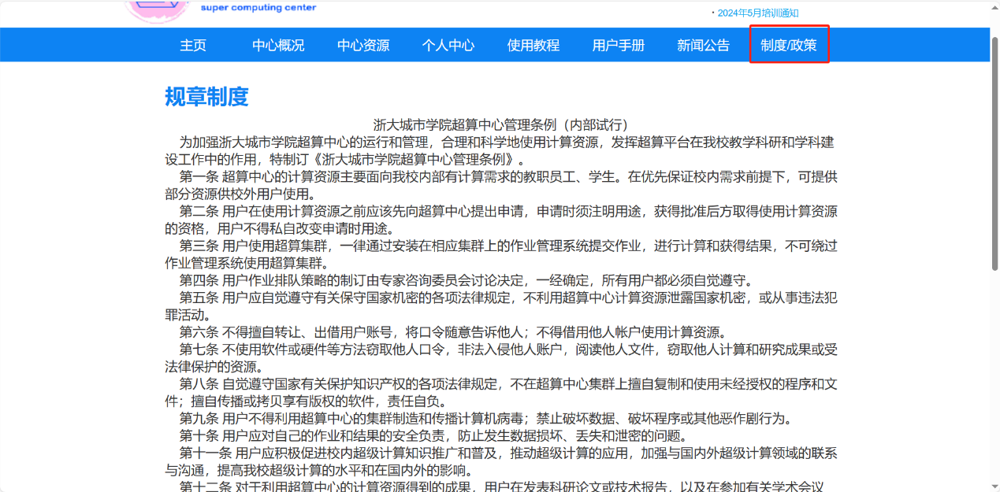 super computing center
· 2024年5月培训通知
主页 中心概况 中心资源 个人中心 使用教程 用户手册 新闻公告 制度/政策
规章制度
浙大城市学院超算中心管理条例（内部试行）
为加强浙大城市学院超算中心的运行和管理，合理和科学地使用计算资源，发挥超算平台在我校教学科研和学科建
设工作中的作用，特制订《浙大城市学院超算中心管理条例》。
第一条 超算中心的计算资源主要面向我校内部有计算需求的教职员工、学生。在优先保证校内需求前提下，可提供
部分资源供校外用户使用。
第二条 用户在使用计算资源之前应该先向超算中心提出申请，申请时须注明用途，获得批准后方取得使用计算资源
的资格，用户不得私自改变申请时用途。
第三条 用户使用超算集群，一律通过安装在相应集群上的作业管理系统提交作业，进行计算和获得结果，不可绕过
作业管理系统使用超算集群。
第四条 用户作业排队策略的制订由专家咨询委员会讨论决定，一经确定，所有用户都必须自觉遵守。
第五条 用户应自觉遵守有关保守国家机密的各项法律规定，不利用超算中心计算资源泄露国家机密，或从事违法犯
罪活动。
第六条 不得擅自转让、出借用户账号，将口令随意告诉他人；不得借用他人帐户使用计算资源。
第七条 不使用软件或硬件等方法窃取他人口令，非法入侵他人账户，阅读他人文件，窃取他人计算和研究成果或受
法律保护的资源。
第八条 自觉遵守国家有关保护知识产权的各项法律规定，不在超算中心集群上擅自复制和使用未经授权的程序和文
件；擅自传播或拷贝享有版权的软件，责任自负。
第九条 用户不得利用超算中心的集群制造和传播计算机病毒；禁止破坏数据、破坏程序或其他恶作剧行为。
第十条 用户应对自己的作业和结果的安全负责，防止发生数据损坏、丢失和泄密的问题。
第十一条 用户应积极促进校内超级计算知识推广和普及，推动超级计算的应用，加强与国内外超级计算领域的联系
与沟通，提高我校超级计算的水平和在国内外的影响。
第十二条 对于利用超算中心的计算资源得到的成果，用户在发表科研论文或技术报告，以及在参加有关学术会议